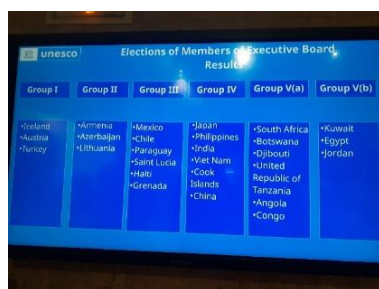 unesco
Elections of Members of Executive Board
Results
Group I
Group II
Group III
Group IV
Group V(a)
Group V(b)
•Iceland
•Austria
•Turkey
•Armenia
•Azerbaijan
•Lithuania
•Mexico
•Chile
•Paraguay
•Saint Lucia
•Haiti
•Grenada
•Japan
•Philippines
•India
•Viet Nam
•Cook
Islands
•China
•South Africa
•Botswana
•Djibouti
•United
Republic of
Tanzania
•Angola
•Congo
•Kuwait
•Egypt
•Jordan